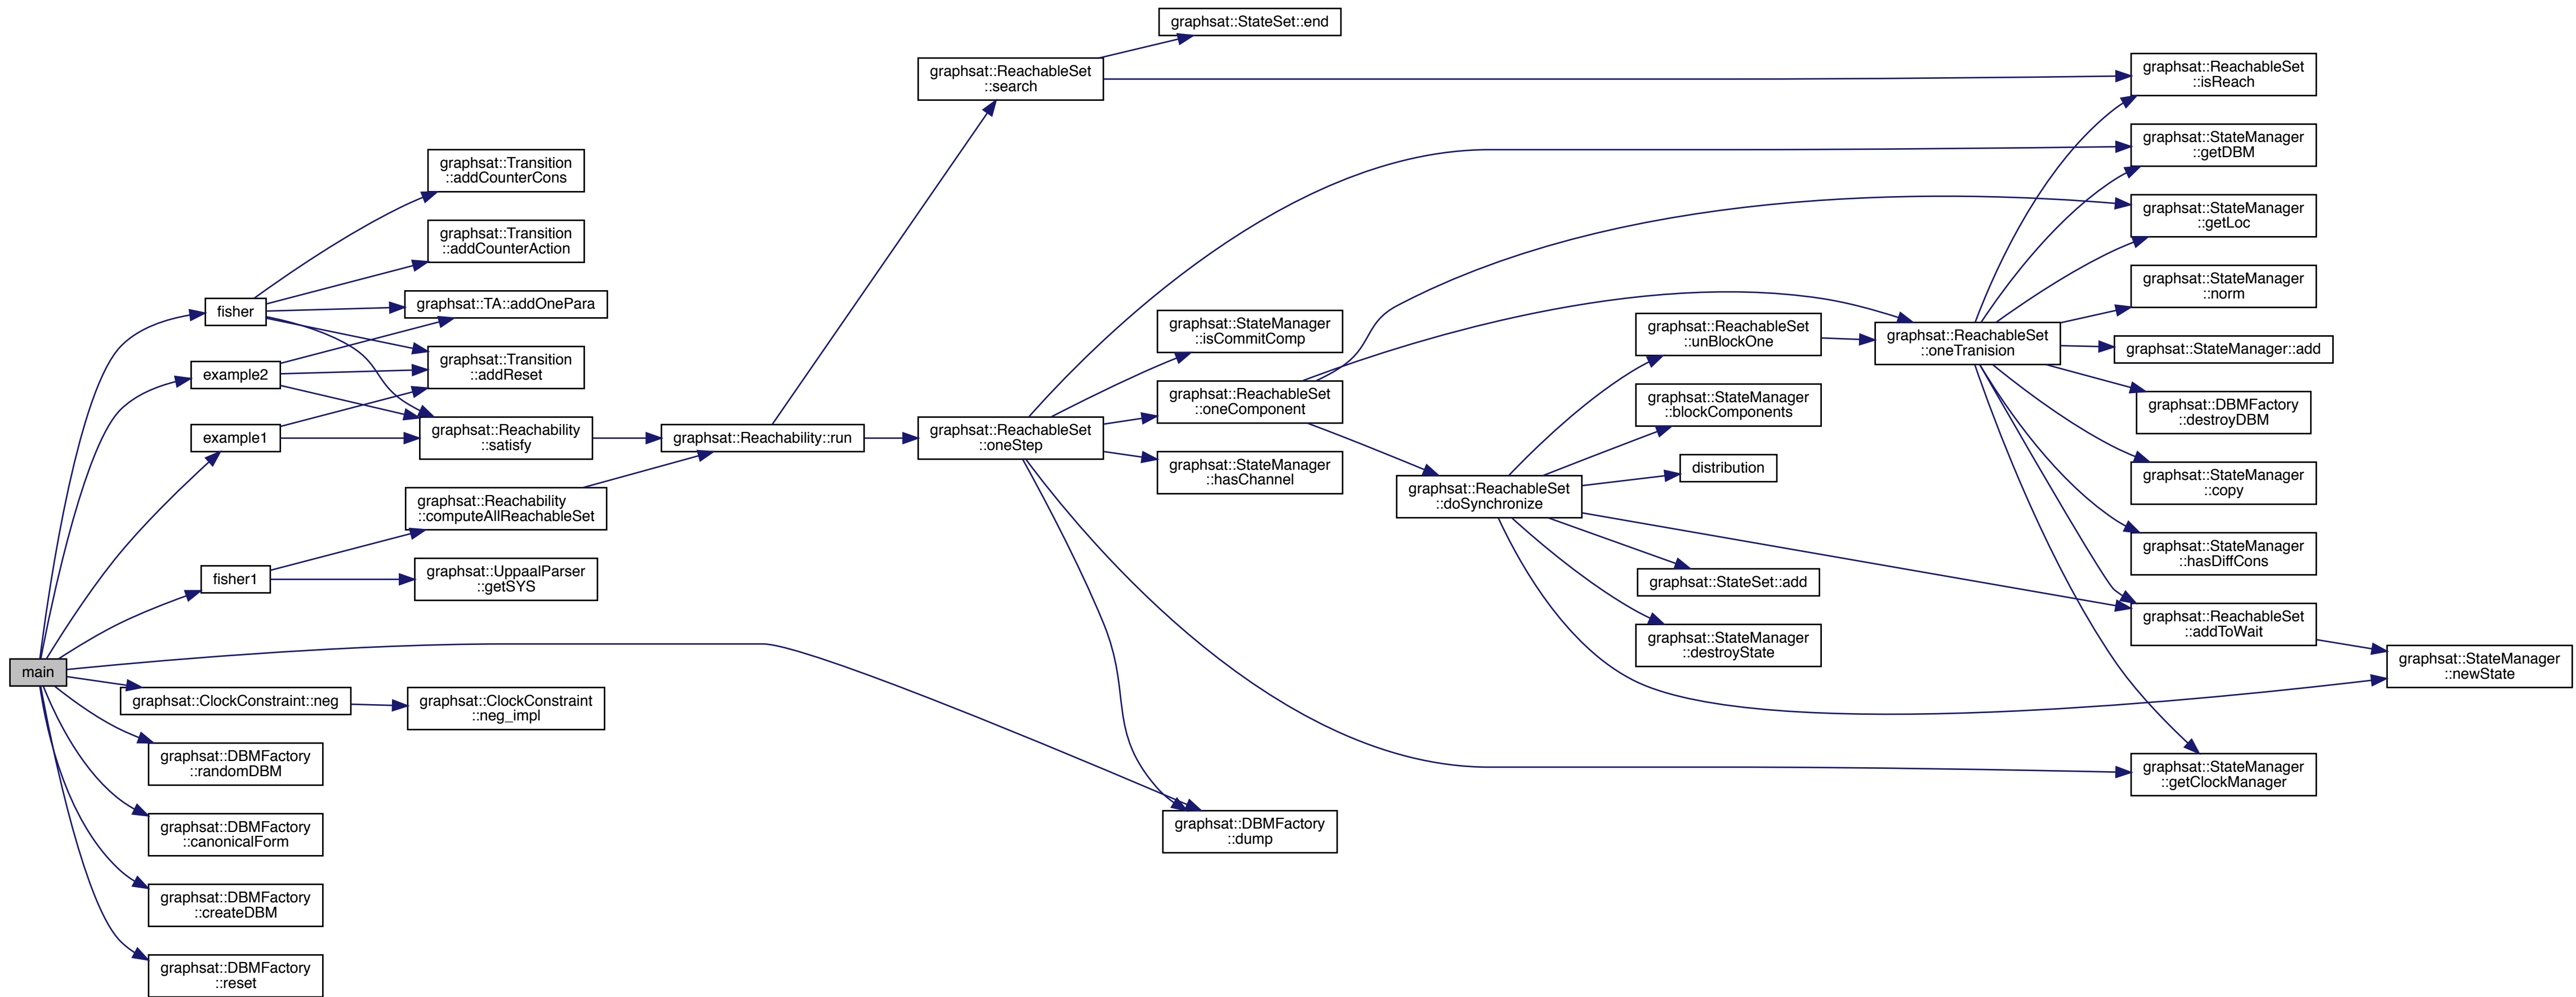 graphsat::StateSet::end
graphsat::ReachableSet
::search
graphsat::ReachableSet
::isReach
graphsat::StateManager
::getDBM
graphsat::Transition
::addCounterCons
graphsat::StateManager
::getLoc
graphsat::Transition
::addCounterAction
graphsat::StateManager
::norm
fisher
graphsat::TA::addOnePara
graphsat::StateManager
::isCommitComp
graphsat::ReachableSet
::unBlockOne
graphsat::ReachableSet
::oneTranision
graphsat::StateManager::add
example2
graphsat::Transition
::addReset
graphsat::ReachableSet
::oneComponent
graphsat::StateManager
::blockComponents
graphsat::DBMFactory
::destroyDBM
example1
graphsat::Reachability
::satisfy
graphsat::Reachability::run
graphsat::ReachableSet
::oneStep
graphsat::StateManager
::hasChannel
distribution
graphsat::StateManager
::copy
graphsat::Reachability
::computeAllReachableSet
graphsat::ReachableSet
::doSynchronize
graphsat::StateManager
::hasDiffCons
fisher1
graphsat::UppaalParser
::getSYS
graphsat::StateSet::add
graphsat::ReachableSet
::addToWait
graphsat::StateManager
::destroyState
graphsat::StateManager
::newState
main
graphsat::ClockConstraint::neg
graphsat::ClockConstraint
::neg_impl
graphsat::DBMFactory
::randomDBM
graphsat::StateManager
::getClockManager
graphsat::DBMFactory
::canonicalForm
graphsat::DBMFactory
::dump
graphsat::DBMFactory
::createDBM
graphsat::DBMFactory
::reset